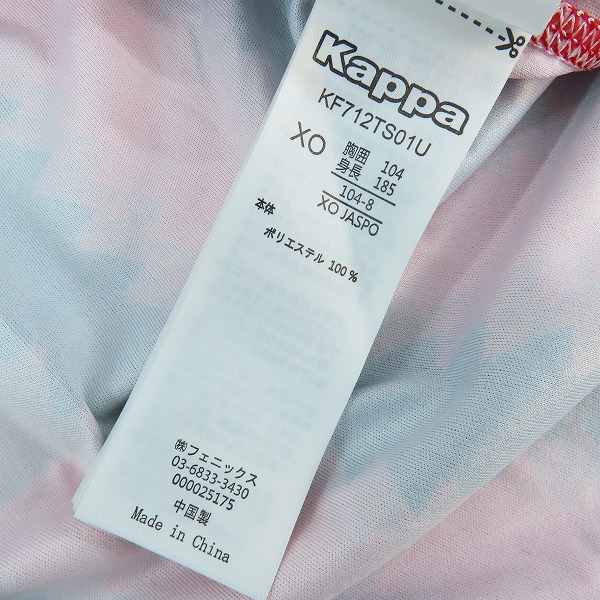 Kappa
KF712TS01U
XO 胸囲 104
身長 185
104-8
XO JASPO
本体
ポリエステル 100%
㈱フェニックス
03-6833-3430
000025175
中国製
Made in China